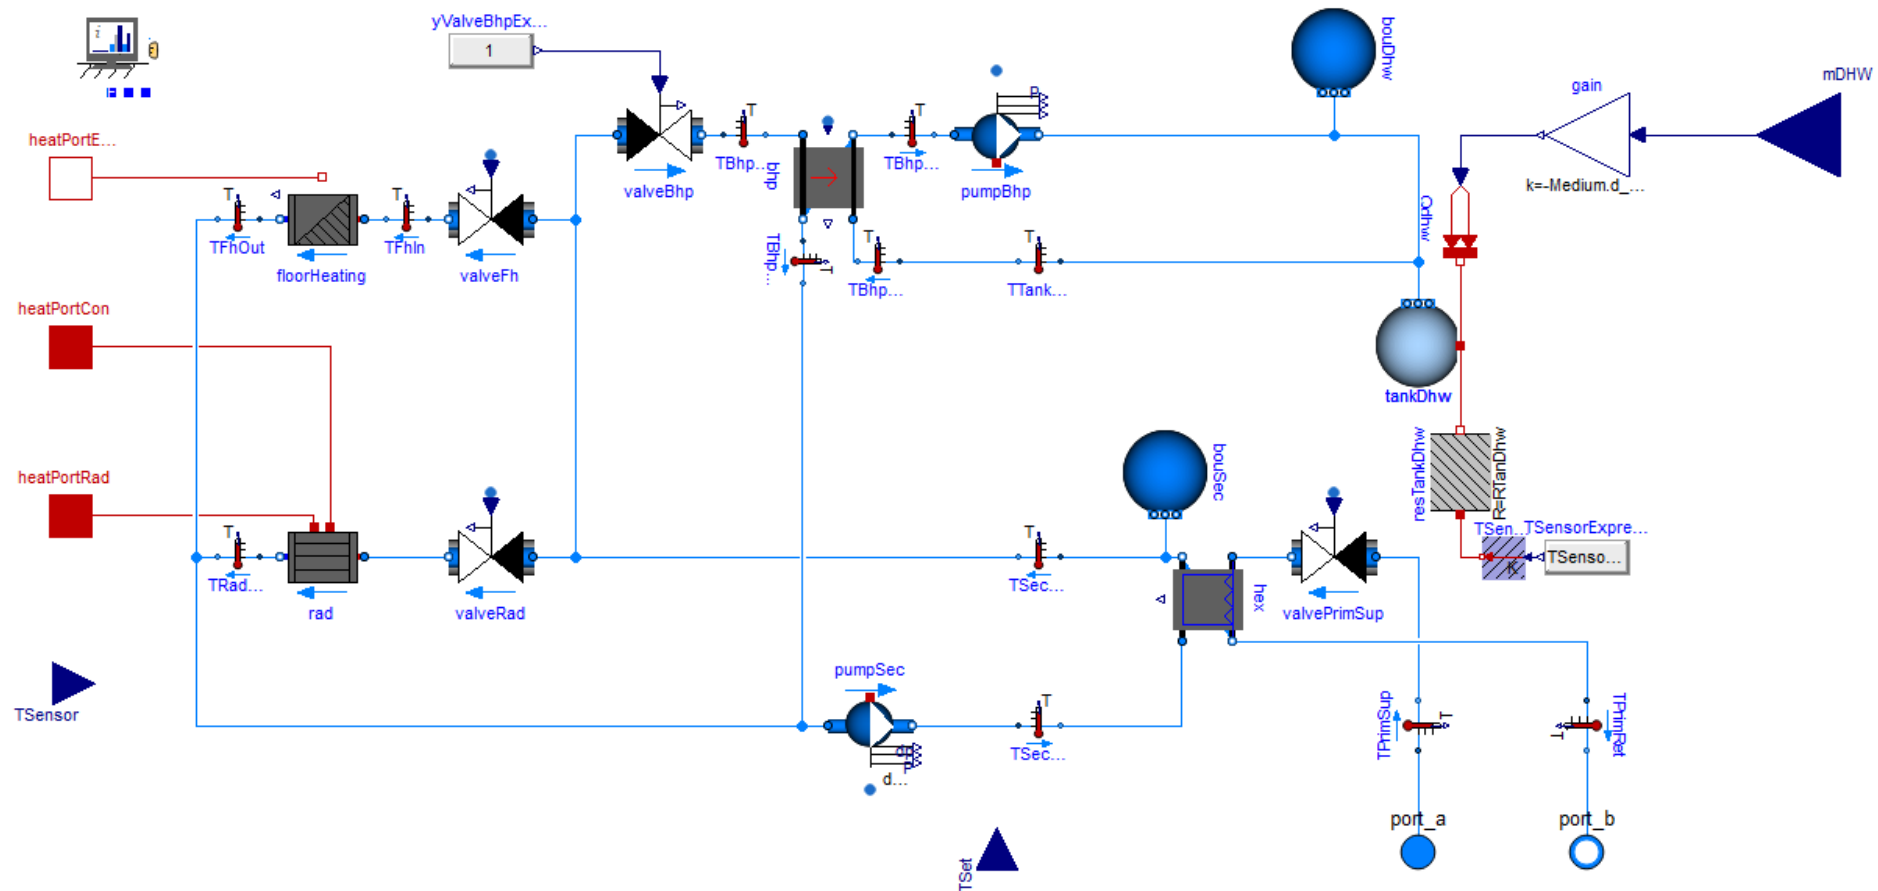 yValveBhpEx...
1
bouDhw
mDHW
gain
heatPortE...
T
T
P
TBhp...
bhp
TBhp...
valveBhp
pumpBhp
k=-Medium.d_...
T
T
Qdhw
TFhOut
TFhIn
floorHeating
valveFh
TBhp...
T
T
T
TBhp...
TTank...
heatPortCon
tankDhw
resTankDhw
R=RTanDhw
bouSec
heatPortRad
T
T
TSen...
TSensorExpre...
TSenso...
K
TRad...
rad
valveRad
TSec...
hex
valvePrimSup
pumpSec
TSensor
T
TPrimSup
T
TPrimRet
T
TSec...
dp
P
d...
port_a
port_b
TSet